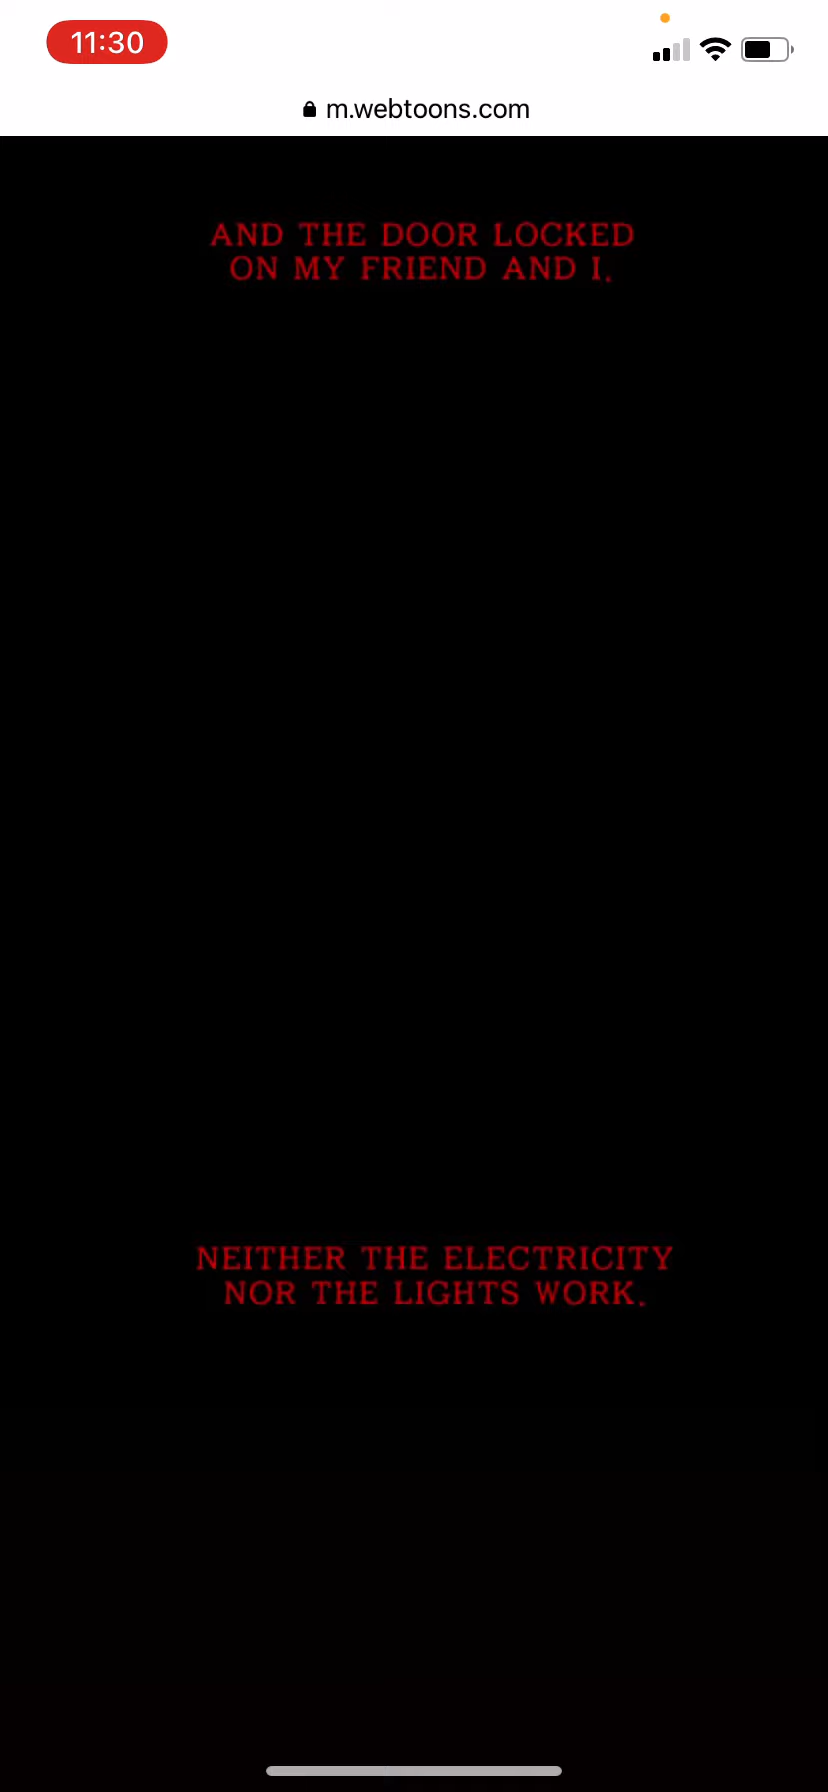 11:30
m.webtoons.com
AND THE DOOR LOCKED
ON MY FRIEND AND I.
NEITHER THE ELECTRICITY
NOR THE LIGHTS WORK.